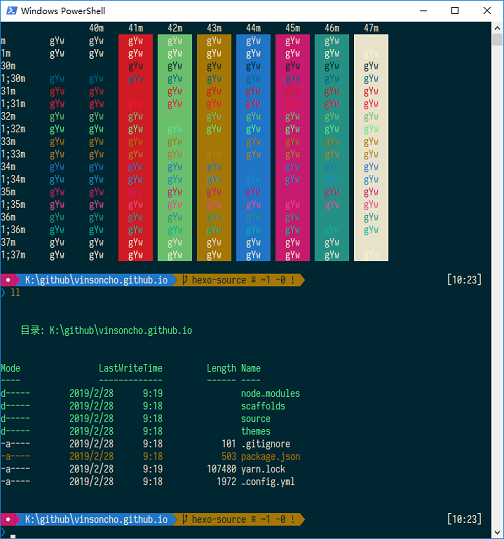 Windows PowerShell
40m 41m 42m 43m 44m 45m 46m 47m
m gYw gYw gYw gYw gYw gYw gYw gYw gYw
1m gYw gYw gYw gYw gYw gYw gYw gYw gYw
30m gYw gYw gYw gYw gYw gYw gYw
1;30m gYw gYw gYw gYw gYw gYw gYw gYw gYw
31m gYw gYw gYw gYw gYw gYw gYw gYw
1;31m gYw gYw gYw gYw gYw gYw gYw gYw gYw
32m gYw gYw gYw gYw gYw gYw gYw gYw
1;32m gYw gYw gYw gYw gYw gYw gYw gYw gYw
33m gYw gYw gYw gYw gYw gYw gYw gYw
1;33m gYw gYw gYw gYw gYw gYw gYw gYw gYw
34m gYw gYw gYw gYw gYw gYw gYw gYw
1;34m gYw gYw gYw gYw gYw gYw gYw gYw gYw
35m gYw gYw gYw gYw gYw gYw gYw gYw
1;35m gYw gYw gYw gYw gYw gYw gYw gYw gYw
36m gYw gYw gYw gYw gYw gYw gYw gYw
1;36m gYw gYw gYw gYw gYw gYw gYw gYw gYw
37m gYw gYw gYw gYw gYw gYw gYw gYw
1;37m gYw gYw gYw gYw gYw gYw gYw gYw gYw
K:\github\vinsoncho.github.io hexo-source ≡ ~1 -0 ! [10:23]
❯ ll
目录: K:\github\vinsoncho.github.io
Mode LastWriteTime Length Name
---- ------------- ------ ----
d----- 2019/2/28 9:19 node_modules
d----- 2019/2/28 9:18 scaffolds
d----- 2019/2/28 9:18 source
d----- 2019/2/28 9:18 themes
-a---- 2019/2/28 9:18 101 .gitignore
-a---- 2019/2/28 9:18 503 package.json
-a---- 2019/2/28 9:19 107480 yarn.lock
-a---- 2019/2/28 9:18 1972 _config.yml
K:\github\vinsoncho.github.io hexo-source ≡ ~1 -0 ! [10:23]
❯